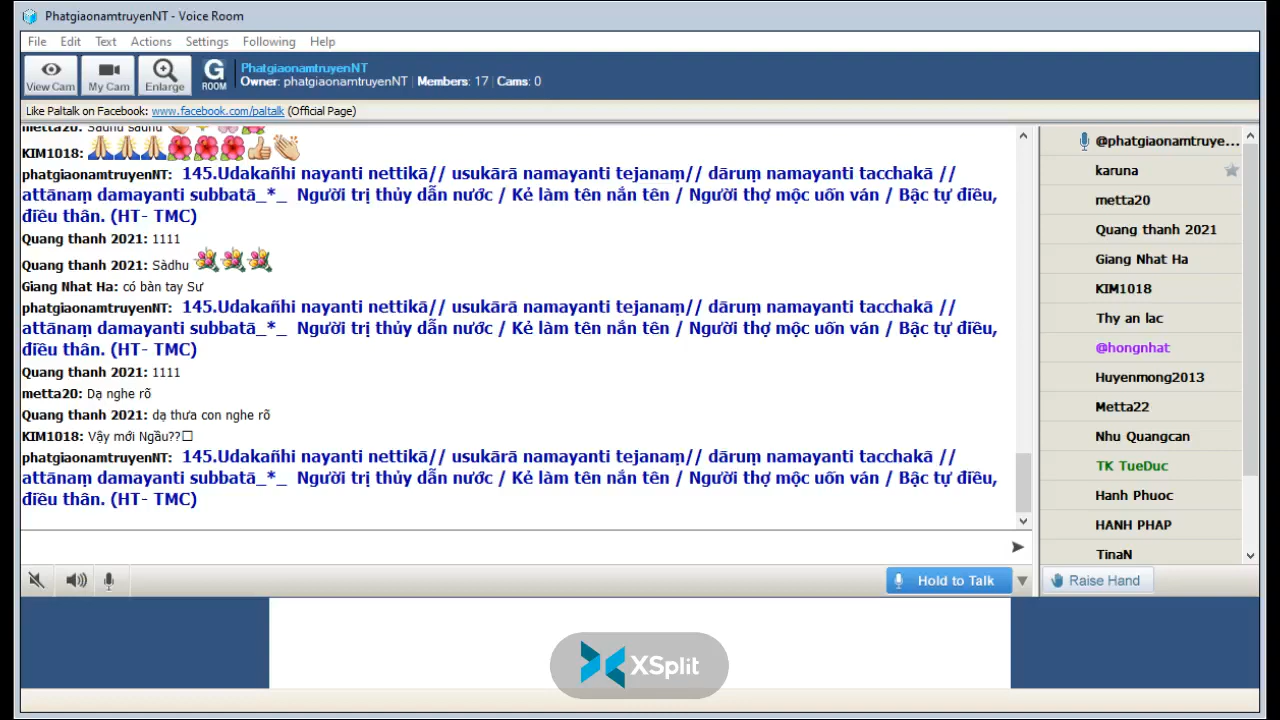 PhatgiaonamtruyenNT - Voice Room
File Edit Text Actions Settings Following Help
View Cam My Cam Enlarge G ROOM
PhatgiaonamtruyenNT
Owner: phatgiaonamtruyenNT | Members: 17 | Cams: 0
Like Paltalk on Facebook: www.facebook.com/paltalk (Official Page)
metta20: Sadhu sadhu
KIM1018:
phatgiaonamtruyenNT: 145.Udakañhi nayanti nettikā// usukārā namayanti tejanaṃ// dāruṃ namayanti tacchakā //
attānaṃ damayanti subbatā_*_ Người trị thủy dẫn nước / Kẻ làm tên nắn tên / Người thợ mộc uốn ván / Bậc tự điều,
điều thân. (HT- TMC)
Quang thanh 2021: 1111
Quang thanh 2021: Sàdhu
Giang Nhat Ha: có bàn tay Sư
phatgiaonamtruyenNT: 145.Udakañhi nayanti nettikā// usukārā namayanti tejanaṃ// dāruṃ namayanti tacchakā //
attānaṃ damayanti subbatā_*_ Người trị thủy dẫn nước / Kẻ làm tên nắn tên / Người thợ mộc uốn ván / Bậc tự điều,
điều thân. (HT- TMC)
Quang thanh 2021: 1111
metta20: Dạ nghe rõ
Quang thanh 2021: dạ thưa con nghe rõ
KIM1018: Vậy mới Ngầu??
phatgiaonamtruyenNT: 145.Udakañhi nayanti nettikā// usukārā namayanti tejanaṃ// dāruṃ namayanti tacchakā //
attānaṃ damayanti subbatā_*_ Người trị thủy dẫn nước / Kẻ làm tên nắn tên / Người thợ mộc uốn ván / Bậc tự điều,
điều thân. (HT- TMC)
Hold to Talk
@phatgiaonamtruye...
karuna
metta20
Quang thanh 2021
Giang Nhat Ha
KIM1018
Thy an lac
@hongnhat
Huyenmong2013
Metta22
Nhu Quangcan
TK TueDuc
Hanh Phuoc
HANH PHAP
TinaN
Raise Hand
XSplit